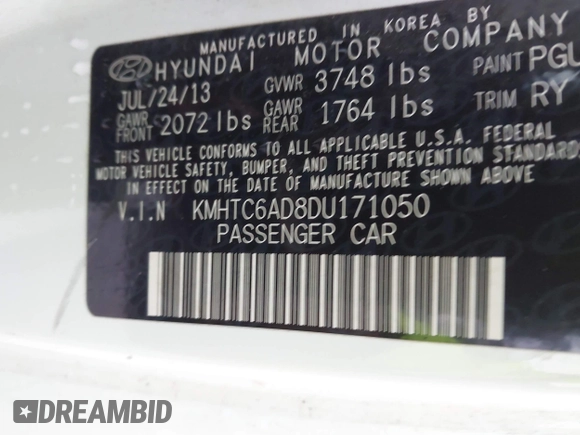 MANUFACTURED IN KOREA BY
HYUNDAI MOTOR COMPANY
JUL/24/13 GVWR 3748 lbs PAINT PGU
GAWR FRONT 2072 lbs GAWR REAR 1764 lbs TRIM RY
THIS VEHICLE CONFORMS TO ALL APPLICABLE U.S.A. FEDERAL
MOTOR VEHICLE SAFETY, BUMPER, AND THEFT PREVENTION STANDARDS
IN EFFECT ON THE DATE OF MANUFACTURE SHOWN ABOVE
V.I.N KMHTC6AD8DU171050
PASSENGER CAR
DREAMBID